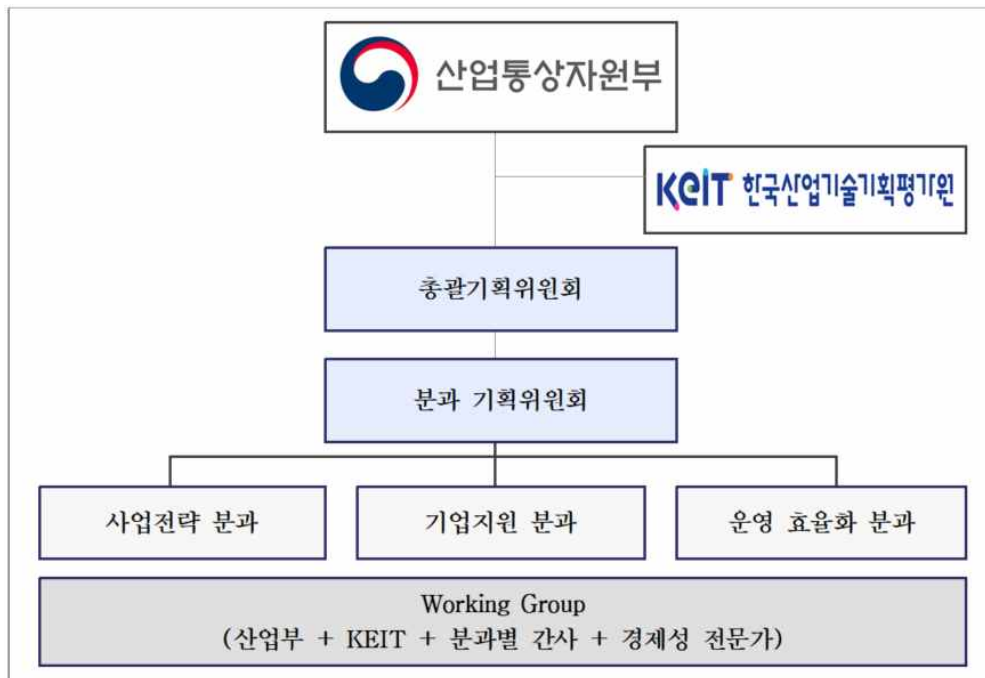 산업통상자원부
KEIT 한국산업기술기획평가원
총괄기획위원회
분과 기획위원회
사업전략 분과
기업지원 분과
운영 효율화 분과
Working Group
(산업부 + KEIT + 분과별 간사 + 경제성 전문가)